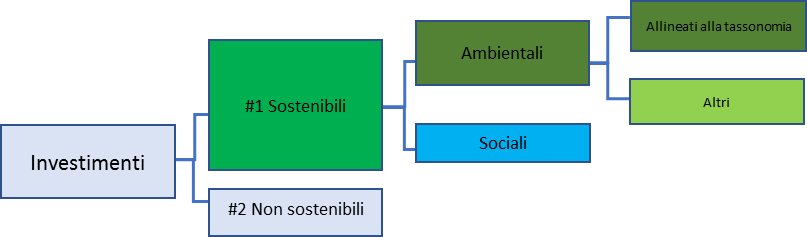 Investimenti
#1 Sostenibili
#2 Non sostenibili
Ambientali
Sociali
Allineati alla tassonomia
Altri